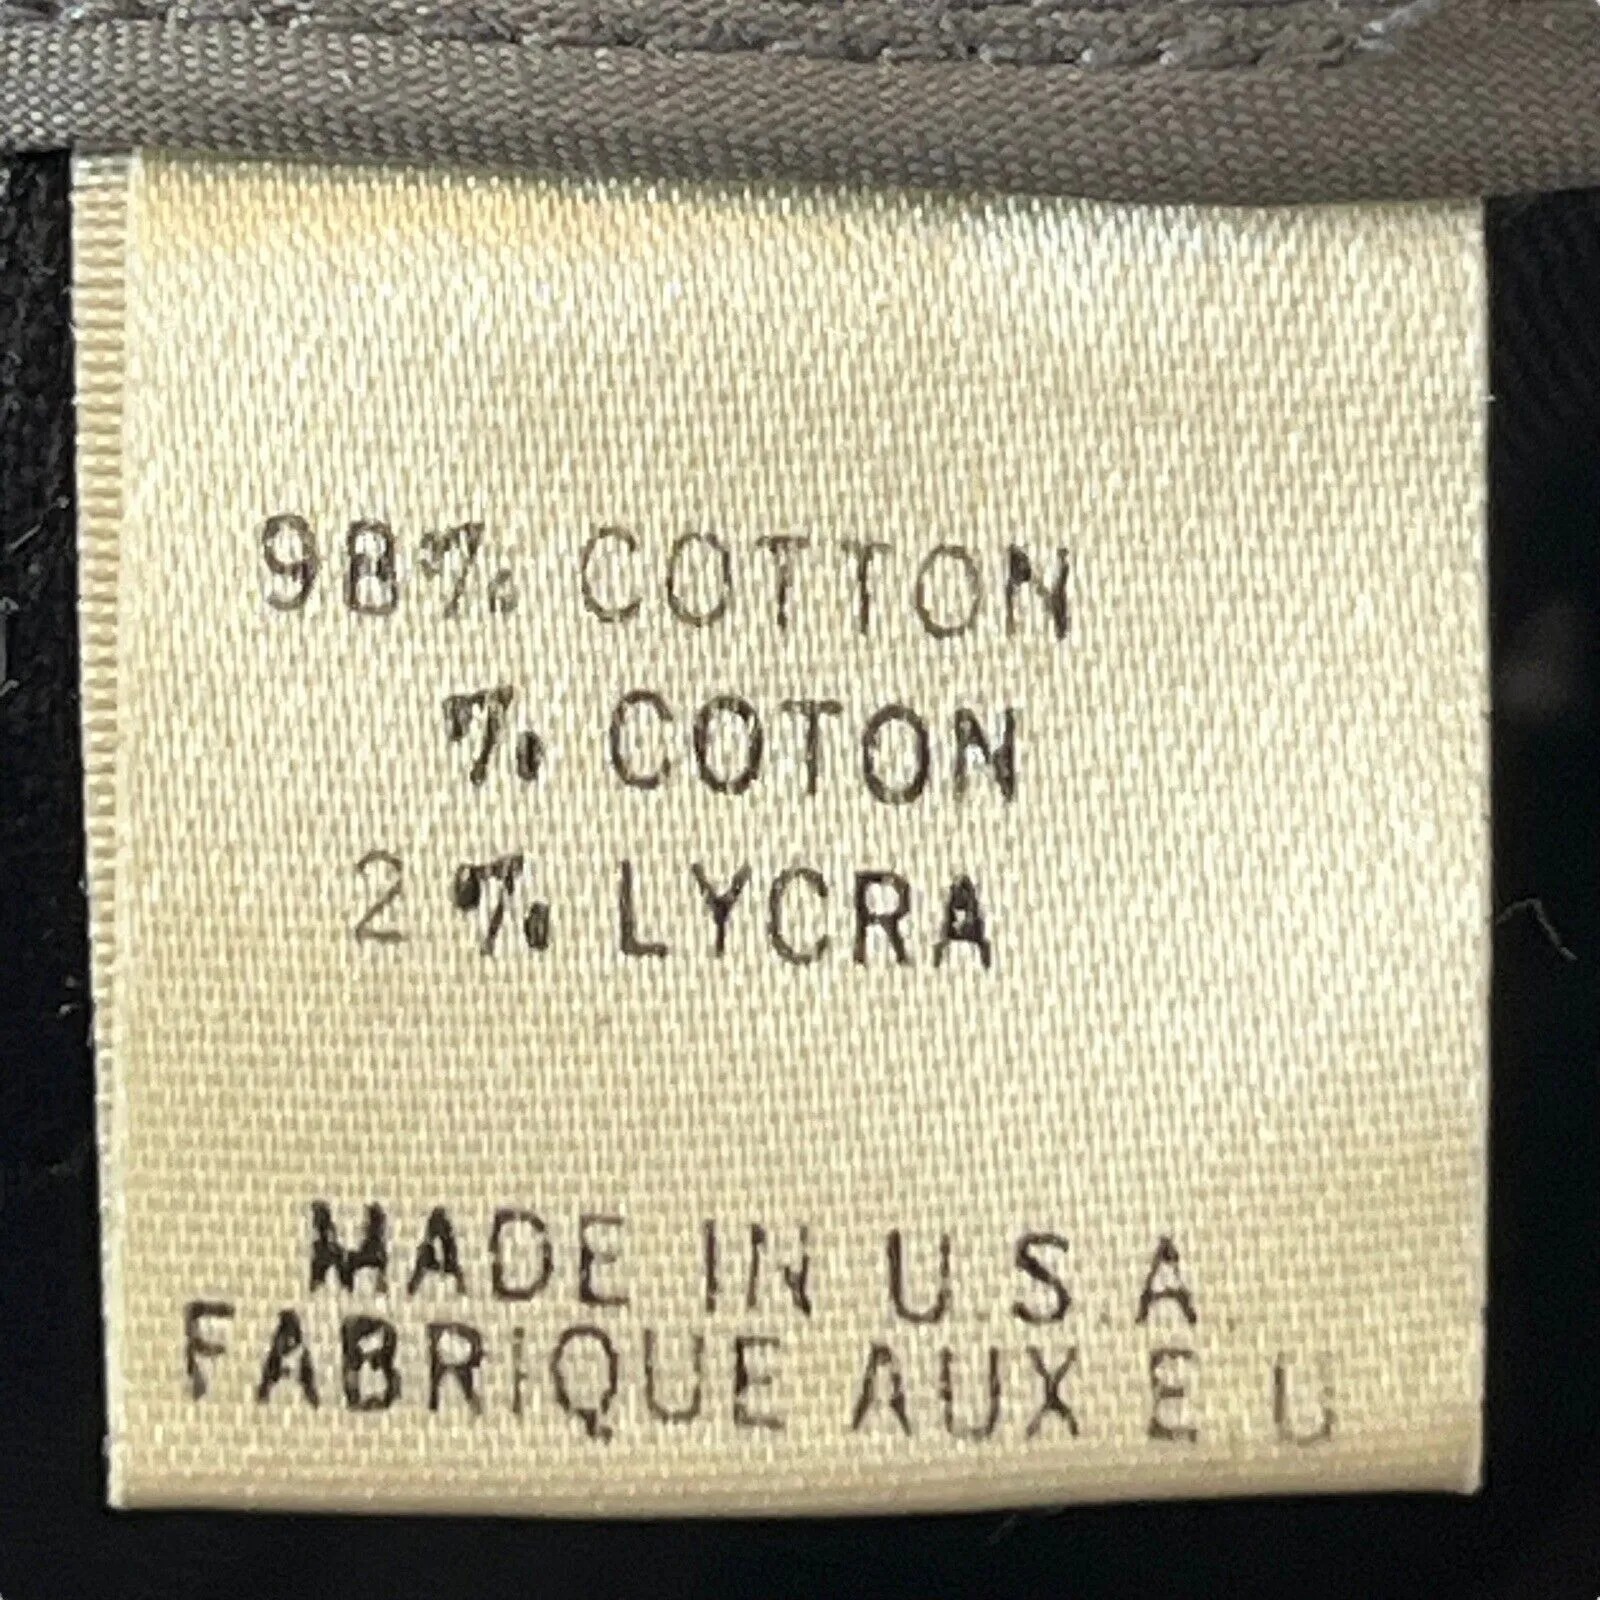 98% COTTON
% COTON
2% LYCRA
MADE IN U.S.A.
FABRIQUE AUX E U